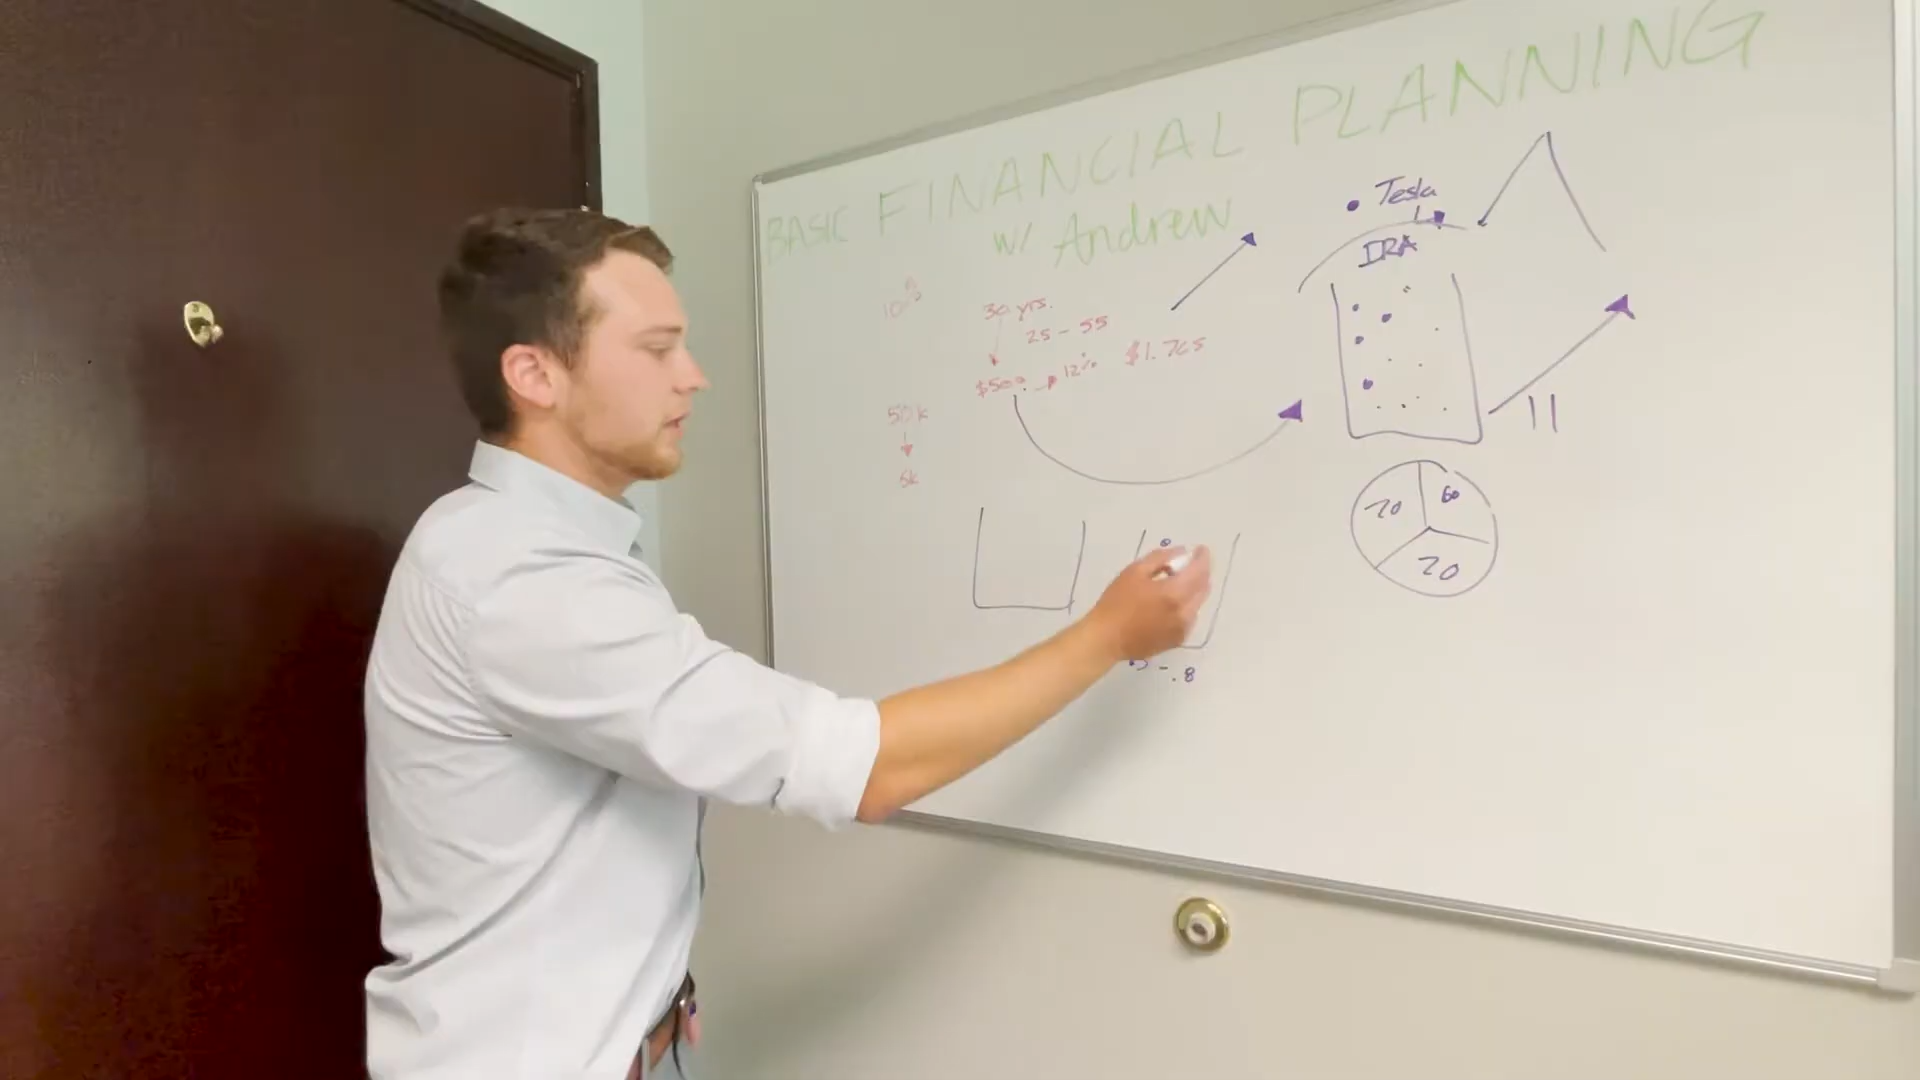 BASIC FINANCIAL PLANNING
w/ Andrew
Tesla
IRA
10%
30 yrs.
25 - 55
$500 12% $1.765
50k
5k
11
20 60
20
- .8